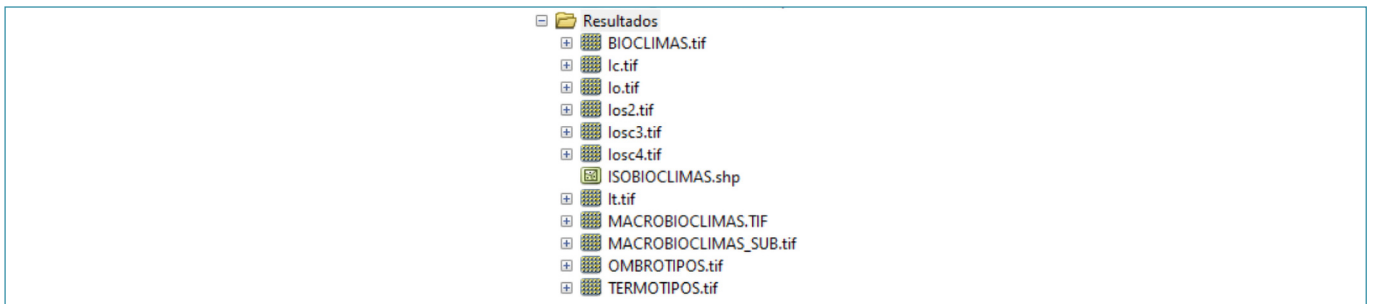 Resultados
BIOCLIMAS.tif
Ic.tif
Io.tif
Ios2.tif
Iosc3.tif
Iosc4.tif
ISOBIOCLIMAS.shp
It.tif
MACROBIOCLIMAS.TIF
MACROBIOCLIMAS_SUB.tif
OMBROTIPOS.tif
TERMOTIPOS.tif